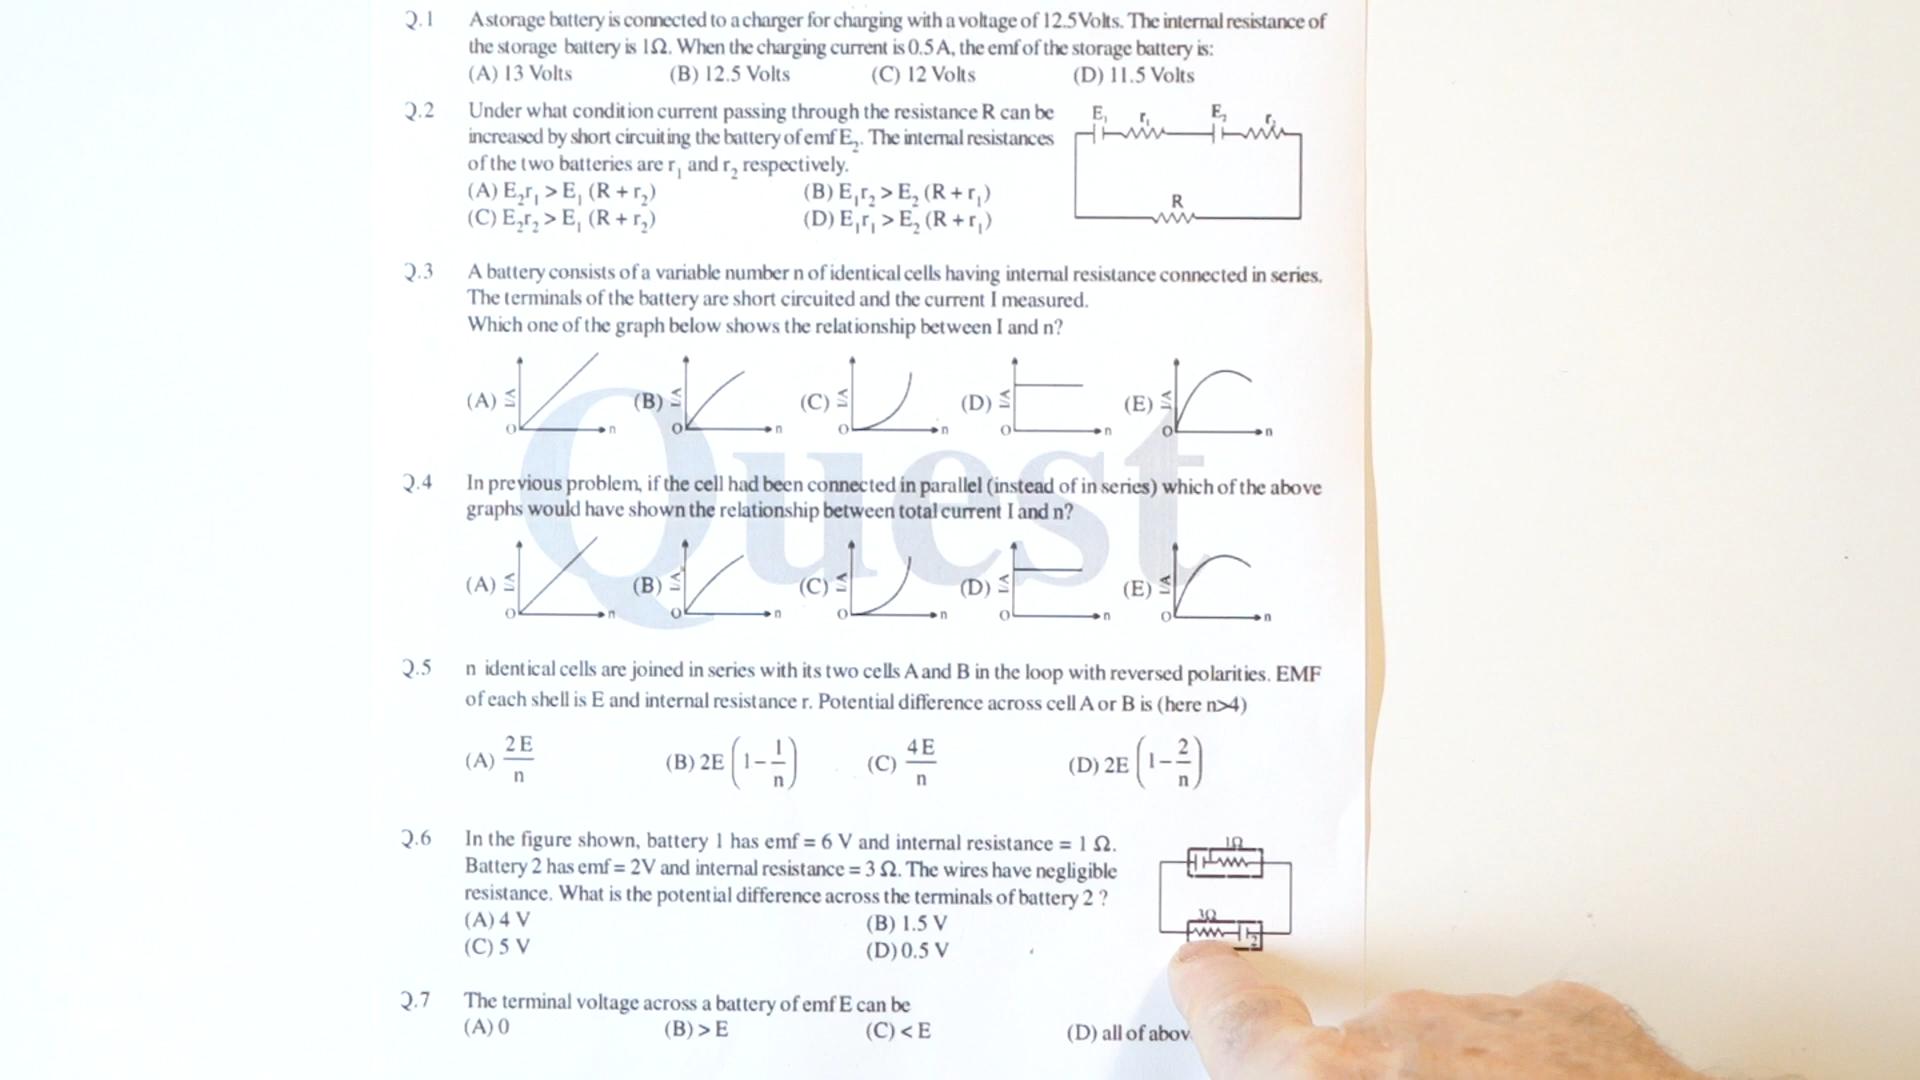 Q.1 A storage battery is connected to a charger for charging with a voltage of 12.5 Volts. The internal resistance of
the storage battery is 1Ω. When the charging current is 0.5 A, the emf of the storage battery is:
(A) 13 Volts (B) 12.5 Volts (C) 12 Volts (D) 11.5 Volts
Q.2 Under what condition current passing through the resistance R can be
increased by short circuiting the battery of emf E₂. The internal resistances
of the two batteries are r₁ and r₂ respectively.
(A) E₂r₁ > E₁ (R + r₂) (B) E₁r₂ > E₂ (R + r₁)
(C) E₂r₂ > E₁ (R + r₂) (D) E₁r₁ > E₂ (R + r₁)
E₁ r₁ E₂ r₂
R
Q.3 A battery consists of a variable number n of identical cells having internal resistance connected in series.
The terminals of the battery are short circuited and the current I measured.
Which one of the graph below shows the relationship between I and n?
(A) I/A O n (B) I/A O n (C) I/A O n (D) I/A O n (E) I/A O n
Quest
Q.4 In previous problem, if the cell had been connected in parallel (instead of in series) which of the above
graphs would have shown the relationship between total current I and n?
(A) I/A O n (B) I/A O n (C) I/A O n (D) I/A O n (E) I/A O n
Q.5 n identical cells are joined in series with its two cells A and B in the loop with reversed polarities. EMF
of each shell is E and internal resistance r. Potential difference across cell A or B is (here n>4)
(A) 2E/n (B) 2E(1-1/n) (C) 4E/n (D) 2E(1-2/n)
Q.6 In the figure shown, battery 1 has emf = 6 V and internal resistance = 1 Ω.
Battery 2 has emf = 2V and internal resistance = 3 Ω. The wires have negligible
resistance. What is the potential difference across the terminals of battery 2 ?
(A) 4 V (B) 1.5 V
(C) 5 V (D) 0.5 V
1Ω
3Ω
2
Q.7 The terminal voltage across a battery of emf E can be
(A) 0 (B) > E (C) < E (D) all of abov